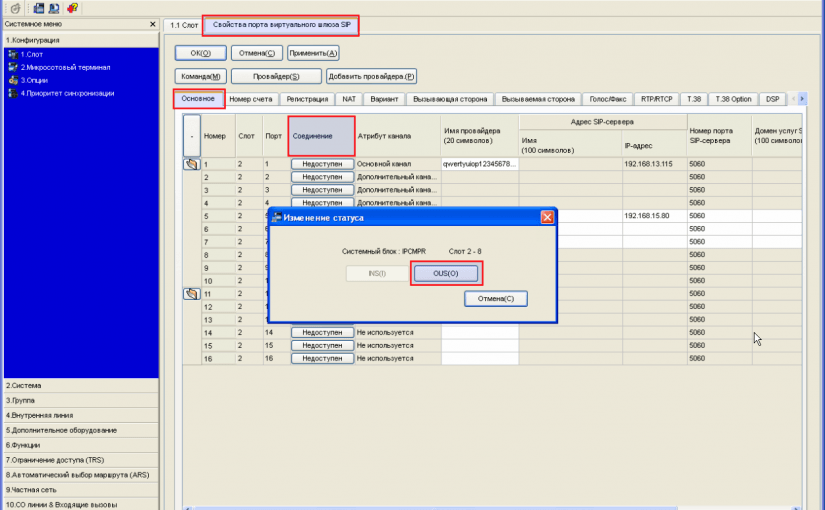 Системное меню
1.1 Слот
Свойства порта виртуального шлюза SIP
1.Конфигурация
1.Слот
2.Микросотовый терминал
3.Опции
4.Приоритет синхронизации
OK(O) Отмена(C) Применить(A)
Команда(M) Провайдер(S) Добавить провайдера.(P)
Основное Номер счета Регистрация NAT Вариант Вызывающая сторона Вызываемая сторона Голос/Факс RTP/RTCP T.38 T.38 Option DSP
Номер Слот Порт Соединение Атрибут канала Имя провайдера (20 символов) Адрес SIP-сервера Имя (100 символов) IP-адрес Номер порта SIP-сервера Домен услуг S (100 символо
1 2 1 Недоступен Основной канал qwertyuiop12345678... 192.168.13.115 5060
2 2 2 Недоступен Дополнительный кана... 5060
3 2 3 Недоступен Дополнительный кана... 5060
4 2 4 Недоступен Дополнительный кана... 5060
5 2 192.168.15.80 5060
6 2 5060
7 2 5060
8 2 5060
9 2 5060
10 2 5060
11 2 5060
12 2 5060
13 2 5060
14 2 14 Недоступен Не используется 5060
15 2 15 Недоступен Не используется 5060
16 2 16 Недоступен Не используется 5060
Изменение статуса
Системный блок : IPCMPR Слот 2 - 8
INS(I) OUS(O)
Отмена(C)
2.Система
3.Группа
4.Внутренняя линия
5.Дополнительное оборудование
6.Функции
7.Ограничение доступа (TRS)
8.Автоматический выбор маршрута (ARS)
9.Частная сеть
10.CO линии & Входящие вызовы